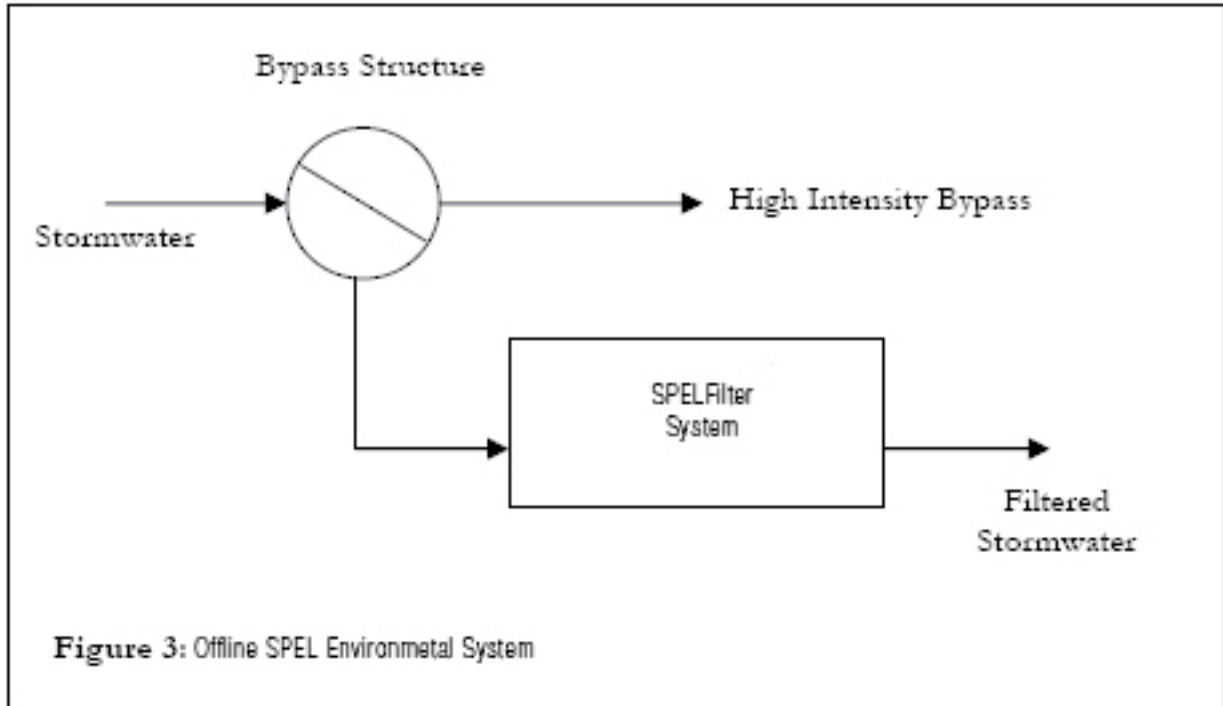 Bypass Structure
Stormwater
High Intensity Bypass
SPELFilter
System
Filtered
Stormwater
Figure 3: Offline SPEL Environmetal System